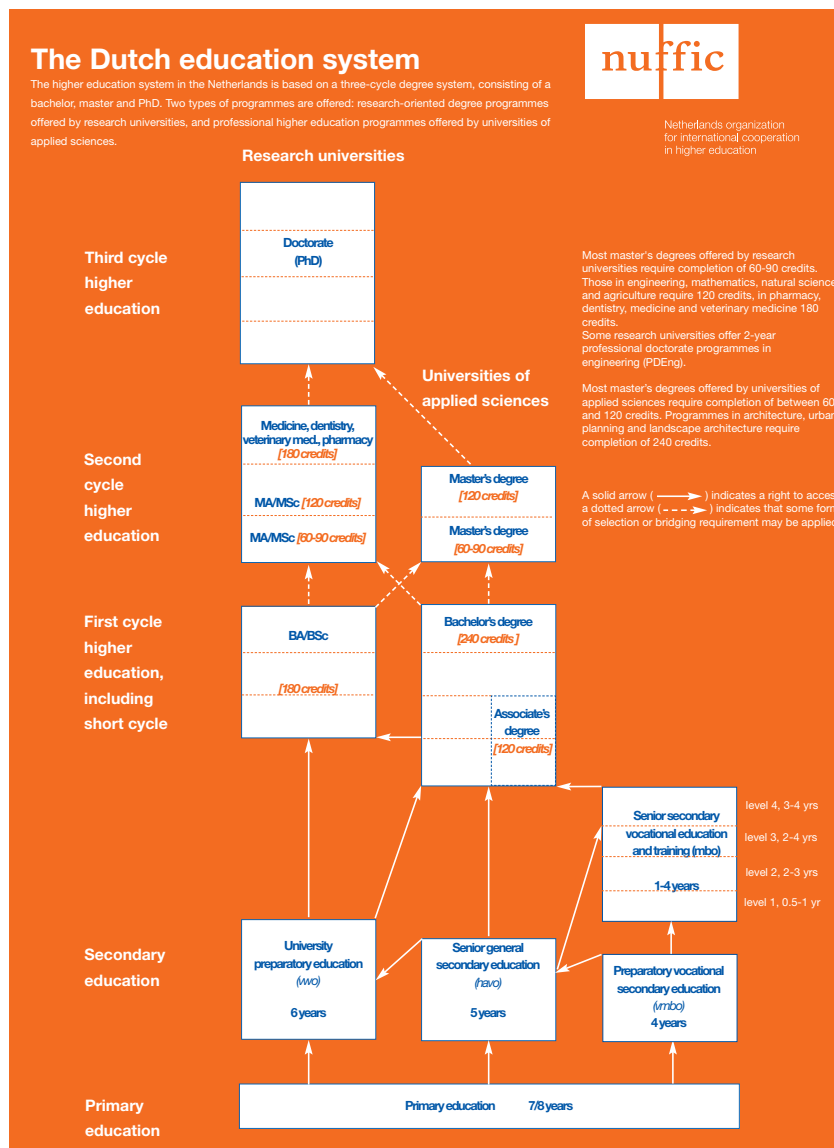 The Dutch education system
The higher education system in the Netherlands is based on a three-cycle degree system, consisting of a
bachelor, master and PhD. Two types of programmes are offered: research-oriented degree programmes
offered by research universities, and professional higher education programmes offered by universities of
applied sciences.
nuffic
Netherlands organization
for international cooperation
in higher education
Research universities
Third cycle
higher
education
Doctorate
(PhD)
Most master's degrees offered by research
universities require completion of 60-90 credits.
Those in engineering, mathematics, natural science
and agriculture require 120 credits, in pharmacy,
dentistry, medicine and veterinary medicine 180
credits.
Some research universities offer 2-year
professional doctorate programmes in
engineering (PDEng).
Most master's degrees offered by universities of
applied sciences require completion of between 60
and 120 credits. Programmes in architecture, urban
planning and landscape architecture require
completion of 240 credits.
A solid arrow ( ) indicates a right to acces
a dotted arrow ( ) indicates that some form
of selection or bridging requirement may be applied
Universities of
applied sciences
Second
cycle
higher
education
Medicine, dentistry,
veterinary med., pharmacy
[180 credits]
MA/MSc [120 credits]
MA/MSc [60-90 credits]
Master's degree
[120 credits]
Master's degree
[60-90 credits]
First cycle
higher
education,
including
short cycle
BA/BSc
[180 credits]
Bachelor's degree
[240 credits ]
Associate's
degree
[120 credits]
Senior secondary
vocational education
and training (mbo)
1-4 years
level 4, 3-4 yrs
level 3, 2-4 yrs
level 2, 2-3 yrs
level 1, 0.5-1 yr
Secondary
education
University
preparatory education
(vwo)
6 years
Senior general
secondary education
(havo)
5 years
Preparatory vocational
secondary education
(vmbo)
4 years
Primary
education
Primary education 7/8 years